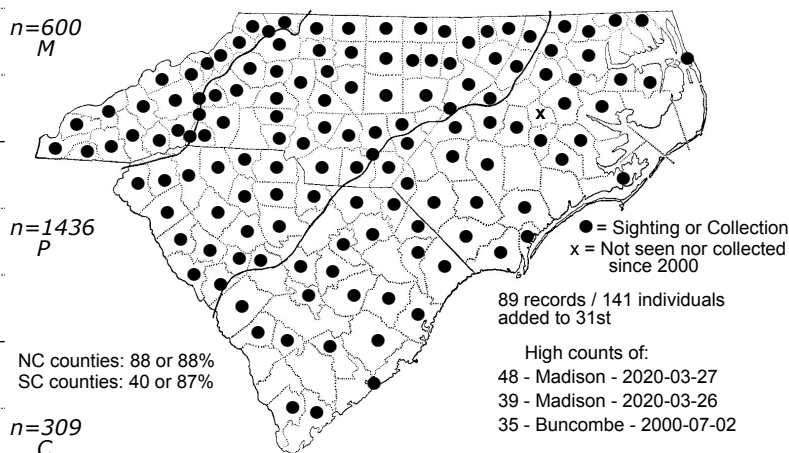 n=600
M
n=1436
P
n=309
C
x
● = Sighting or Collection
x = Not seen nor collected
since 2000
89 records / 141 individuals
added to 31st
NC counties: 88 or 88%
SC counties: 40 or 87%
High counts of:
48 - Madison - 2020-03-27
39 - Madison - 2020-03-26
35 - Buncombe - 2000-07-02